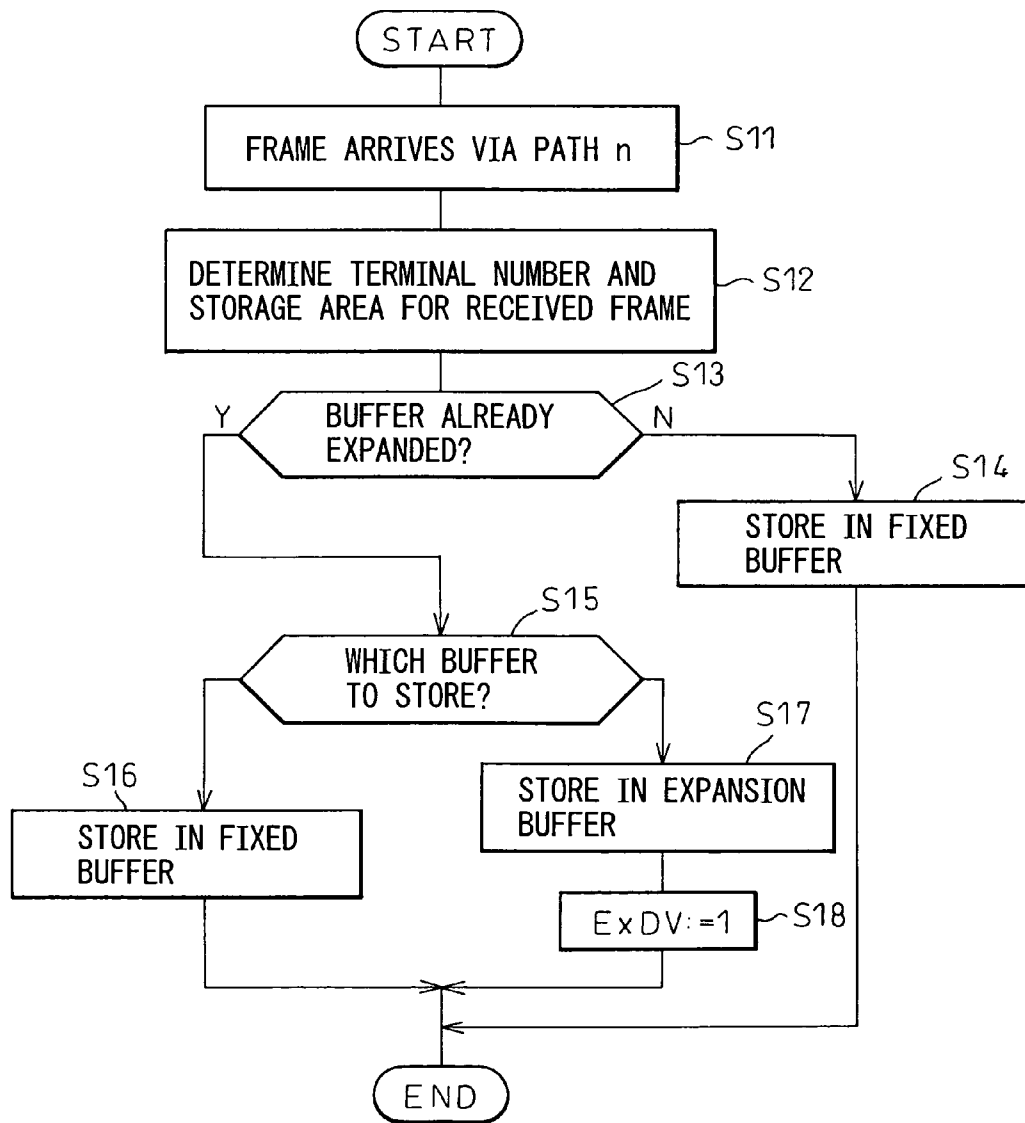 START
FRAME ARRIVES VIA PATH n
S11
DETERMINE TERMINAL NUMBER AND
STORAGE AREA FOR RECEIVED FRAME
S12
S13
Y
BUFFER ALREADY
EXPANDED?
N
S14
STORE IN FIXED
BUFFER
S15
WHICH BUFFER
TO STORE?
S16
STORE IN FIXED
BUFFER
S17
STORE IN EXPANSION
BUFFER
ExDV:=1
S18
END